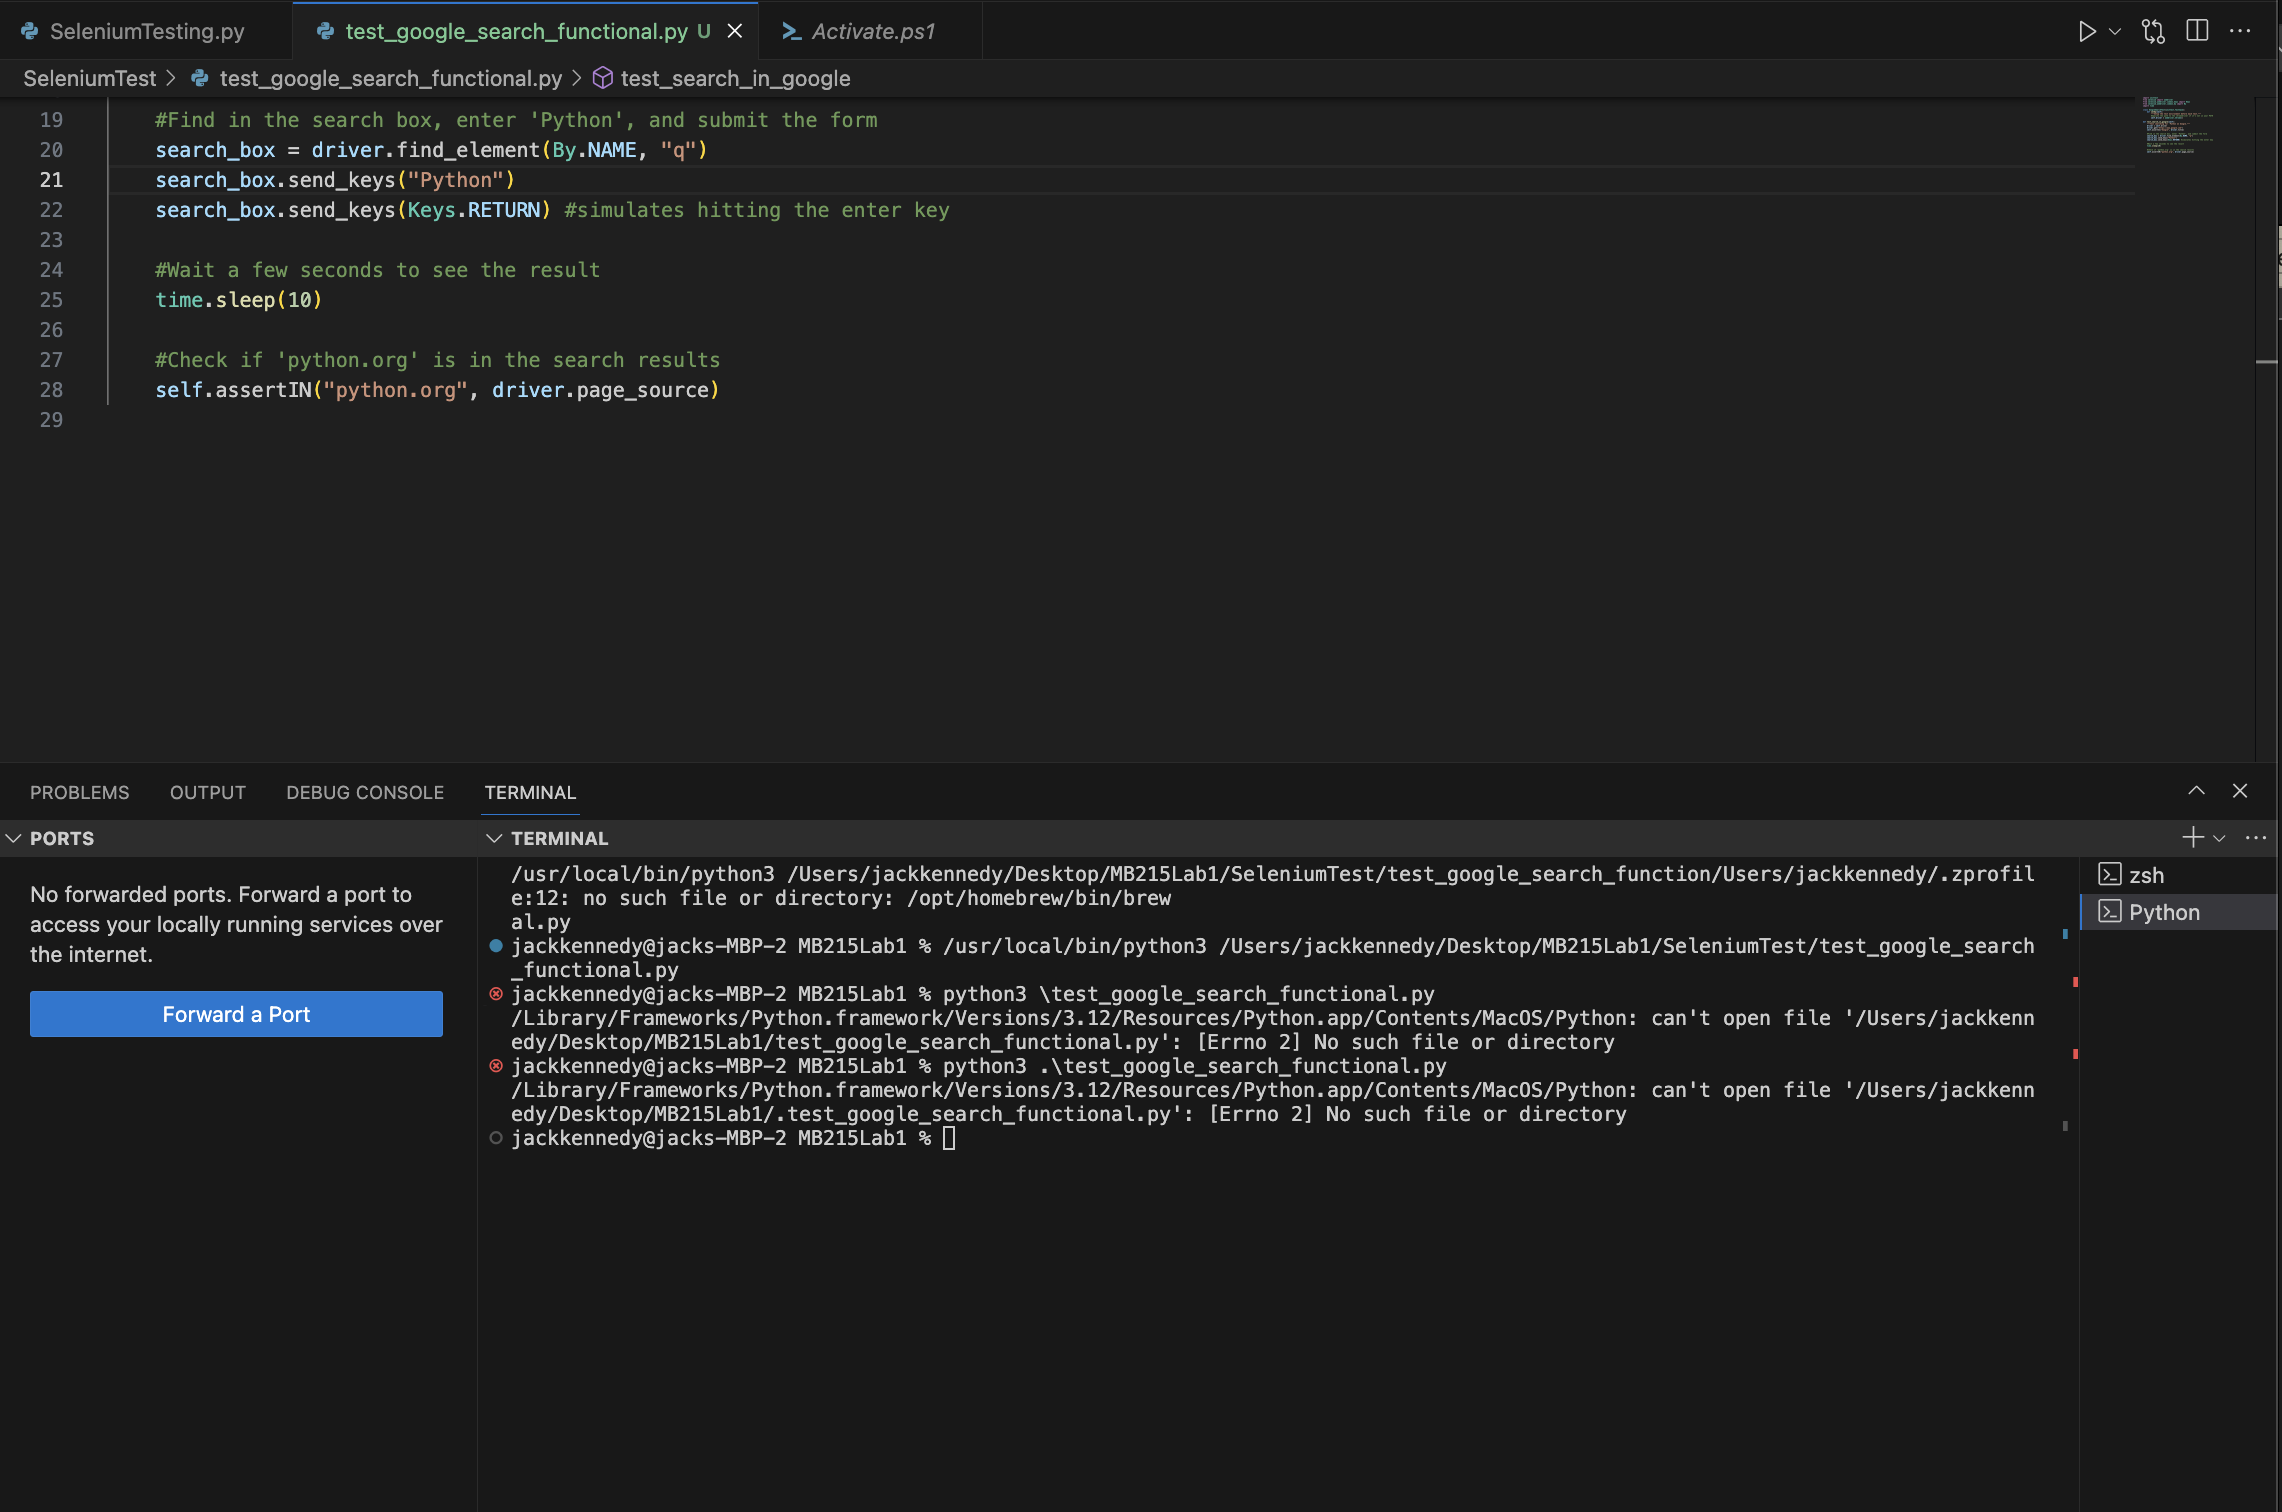 SeleniumTesting.py
test_google_search_functional.py U
Activate.ps1
SeleniumTest > test_google_search_functional.py > test_search_in_google
19 #Find in the search box, enter 'Python', and submit the form
20 search_box = driver.find_element(By.NAME, "q")
21 search_box.send_keys("Python")
22 search_box.send_keys(Keys.RETURN) #simulates hitting the enter key
23
24 #Wait a few seconds to see the result
25 time.sleep(10)
26
27 #Check if 'python.org' is in the search results
28 self.assertIN("python.org", driver.page_source)
29
PROBLEMS OUTPUT DEBUG CONSOLE TERMINAL
PORTS
No forwarded ports. Forward a port to
access your locally running services over
the internet.
Forward a Port
TERMINAL
/usr/local/bin/python3 /Users/jackkennedy/Desktop/MB215Lab1/SeleniumTest/test_google_search_function/Users/jackkennedy/.zprofil
e:12: no such file or directory: /opt/homebrew/bin/brew
al.py
jackkennedy@jacks-MBP-2 MB215Lab1 % /usr/local/bin/python3 /Users/jackkennedy/Desktop/MB215Lab1/SeleniumTest/test_google_search
_functional.py
jackkennedy@jacks-MBP-2 MB215Lab1 % python3 \test_google_search_functional.py
/Library/Frameworks/Python.framework/Versions/3.12/Resources/Python.app/Contents/MacOS/Python: can't open file '/Users/jackkenn
edy/Desktop/MB215Lab1/test_google_search_functional.py': [Errno 2] No such file or directory
jackkennedy@jacks-MBP-2 MB215Lab1 % python3 .\test_google_search_functional.py
/Library/Frameworks/Python.framework/Versions/3.12/Resources/Python.app/Contents/MacOS/Python: can't open file '/Users/jackkenn
edy/Desktop/MB215Lab1/.test_google_search_functional.py': [Errno 2] No such file or directory
jackkennedy@jacks-MBP-2 MB215Lab1 %
zsh
Python